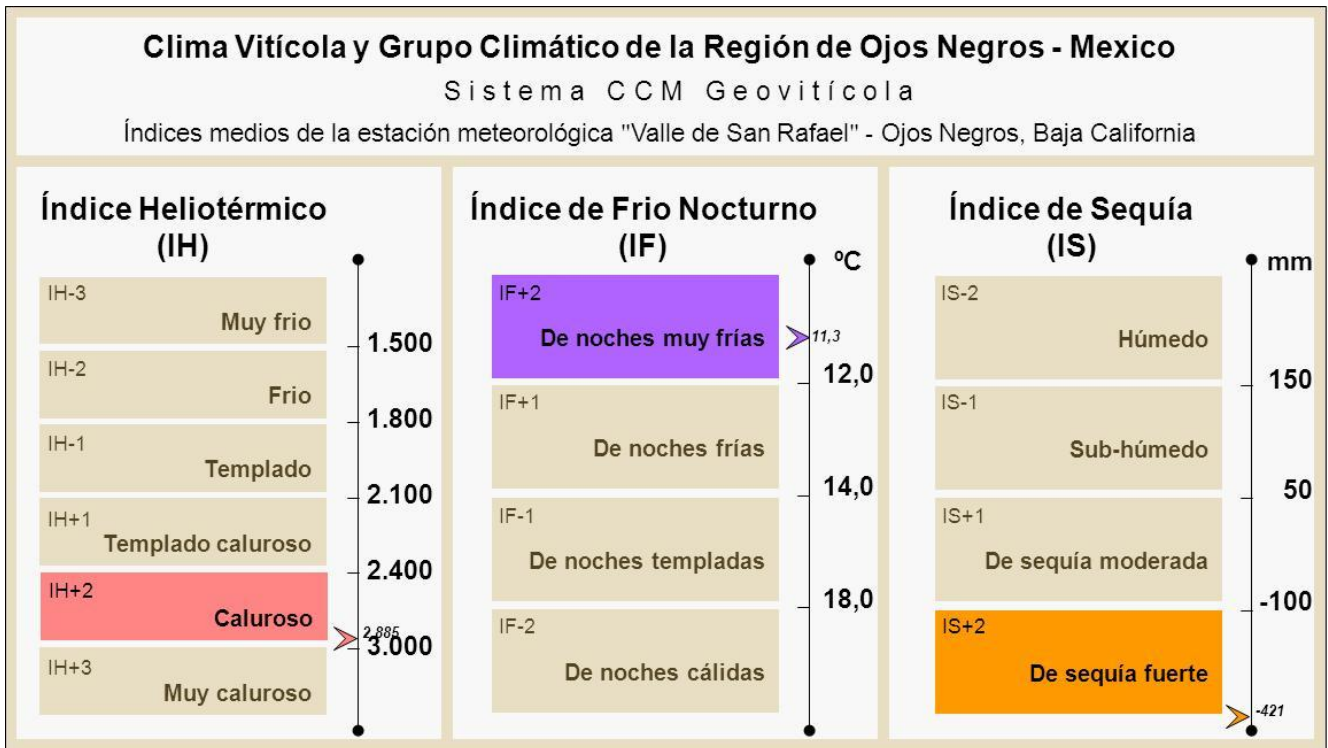 Clima Vitícola y Grupo Climático de la Región de Ojos Negros - Mexico
Sistema CCM Geovitícola
Índices medios de la estación meteorológica "Valle de San Rafael" - Ojos Negros, Baja California
Índice Heliotérmico
(IH)
IH-3
Muy frio
1.500
IH-2
Frio
1.800
IH-1
Templado
2.100
IH+1
Templado caluroso
2.400
IH+2
Caluroso
2.885
3.000
IH+3
Muy caluroso
Índice de Frio Nocturno
(IF)
ºC
IF+2
De noches muy frías
11,3
12,0
IF+1
De noches frías
14,0
IF-1
De noches templadas
18,0
IF-2
De noches cálidas
Índice de Sequía
(IS)
mm
IS-2
Húmedo
150
IS-1
Sub-húmedo
50
IS+1
De sequía moderada
-100
IS+2
De sequía fuerte
-421